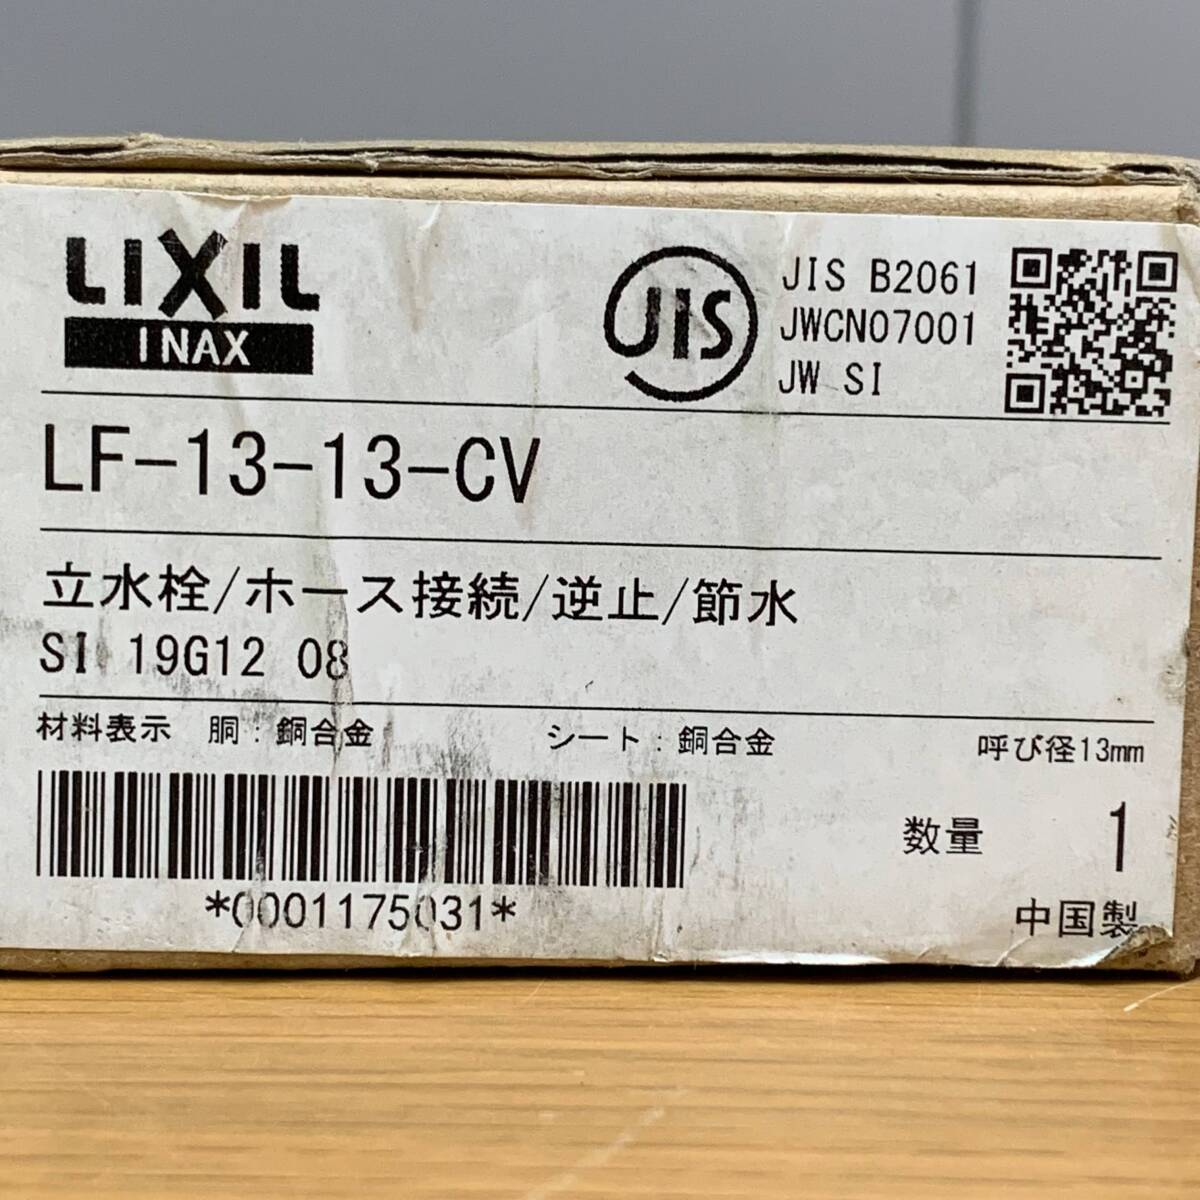 LIXIL
INAX
JIS
JIS B2061
JWCN07001
JW SI
LF-13-13-CV
立水栓/ホース接続/逆止/節水
SI 19G12 08
材料表示 胴:銅合金 シート:銅合金 呼び径13mm
*0001175031*
数量 1
中国製